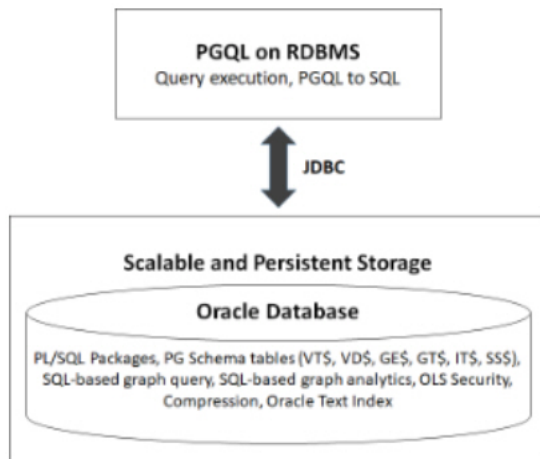 PGQL on RDBMS
Query execution, PGQL to SQL
JDBC
Scalable and Persistent Storage
Oracle Database
PL/SQL Packages, PG Schema tables (VT$, VD$, GE$, GT$, IT$, SS$),
SQL-based graph query, SQL-based graph analytics, OLS Security,
Compression, Oracle Text Index